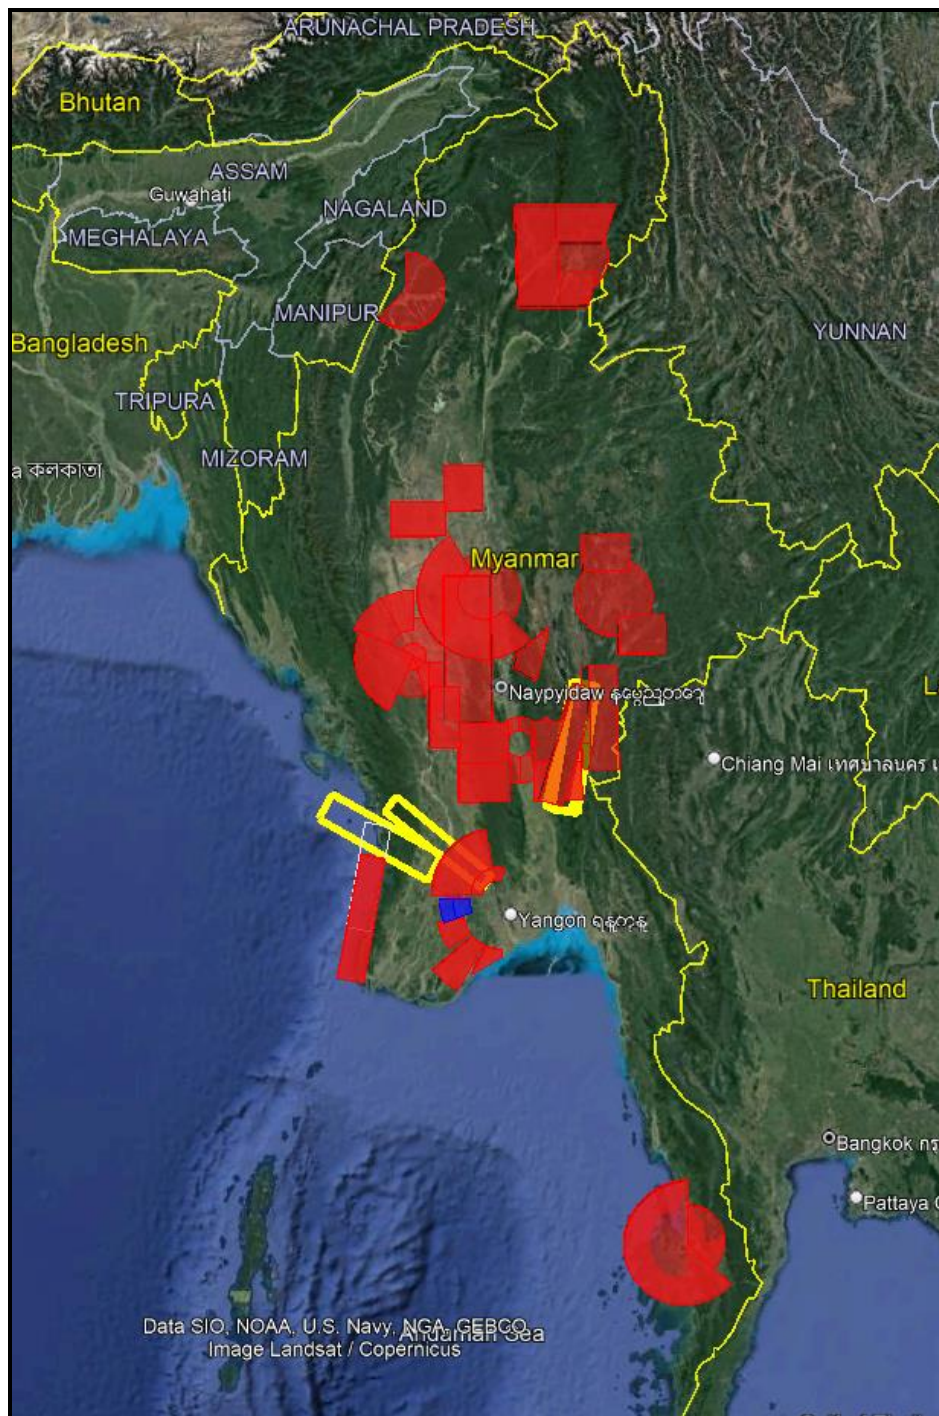 ARUNACHAL PRADESH
Bhutan
ASSAM
Guwahati
NAGALAND
MEGHALAYA
MANIPUR
YUNNAN
Bangladesh
TRIPURA
MIZORAM
a কলকাতা
Myanmar
Naypyidaw
L
Chiang Mai
Yangon
Thailand
Bangkok
Pattaya
Data SIO, NOAA, U.S. Navy, NGA, GEBCO
Andaman Sea
Image Landsat / Copernicus